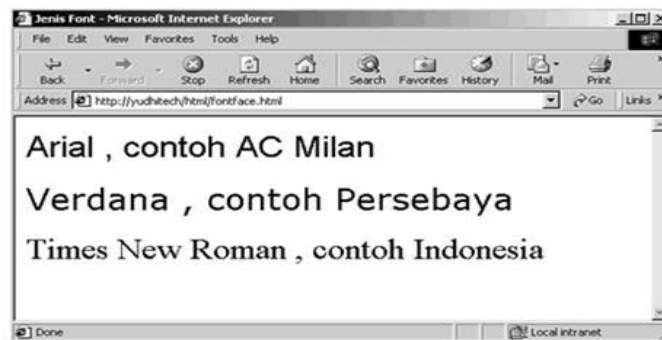 Jenis Font - Microsoft Internet Explorer
File Edit View Favorites Tools Help
Back Forward Stop Refresh Home Search Favorites History Mail Print
Address http://yudhitech/html/fontface.html Go Links
Arial , contoh AC Milan
Verdana , contoh Persebaya
Times New Roman , contoh Indonesia
Done Local intranet